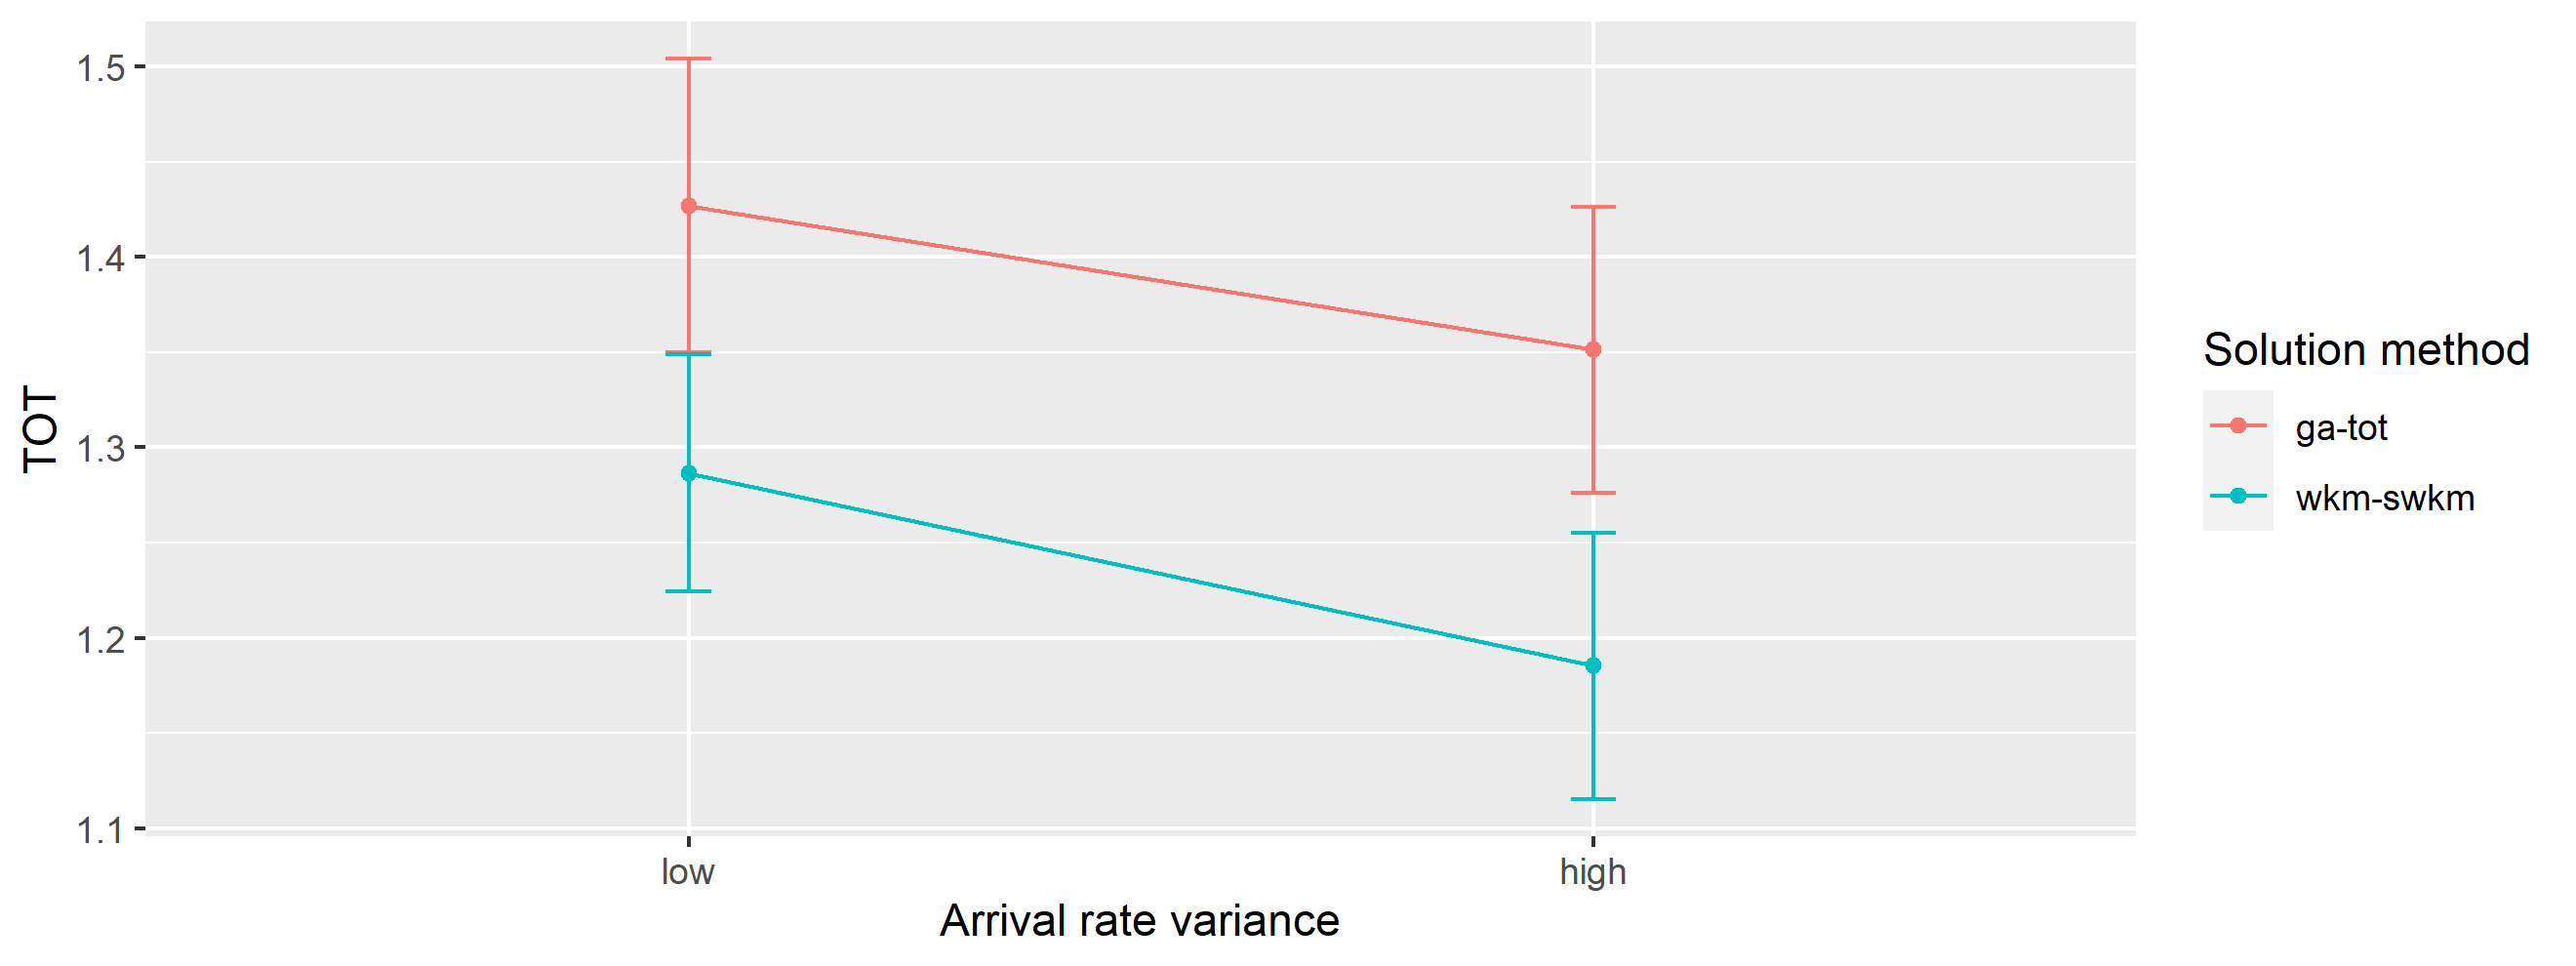 TOT
1.5
1.4
1.3
1.2
1.1
low
high
Arrival rate variance
Solution method
ga-tot
wkm-swkm